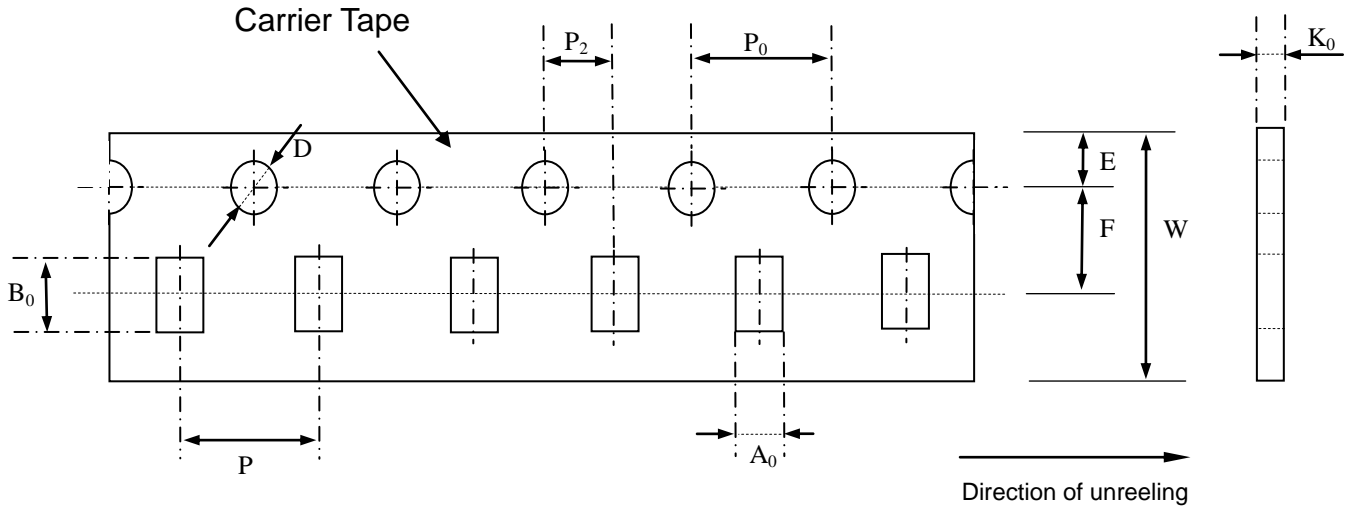 Carrier Tape
P₂
P₀
K₀
D
E
F
W
B₀
P
A₀
Direction of unreeling